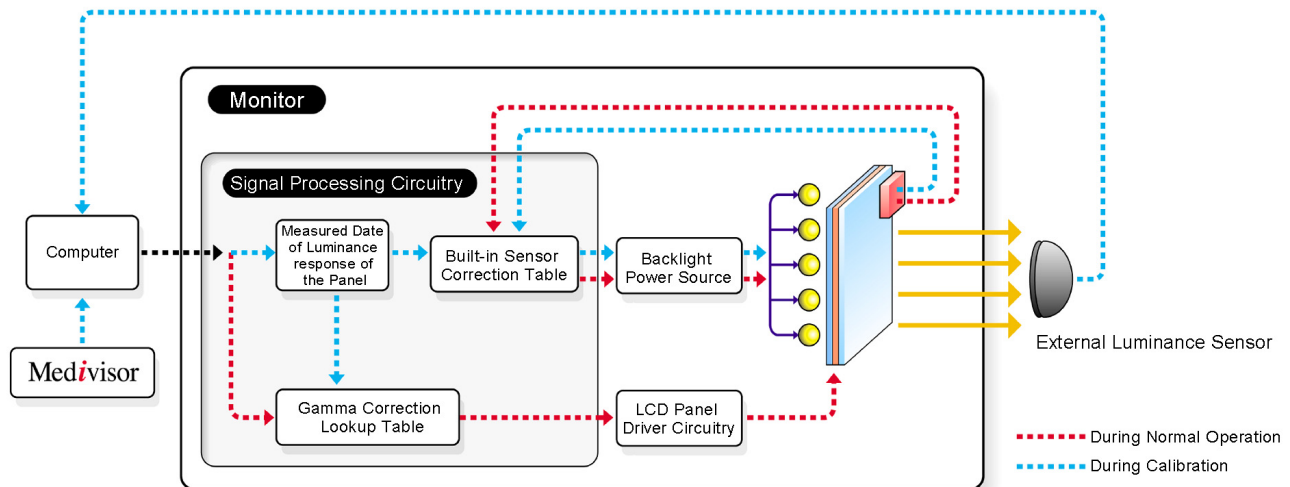 Monitor
Signal Processing Circuitry
Computer
Measured Date
of Luminance
response of
the Panel
Built-in Sensor
Correction Table
Backlight
Power Source
External Luminance Sensor
Medivisor
Gamma Correction
Lookup Table
LCD Panel
Driver Circuitry
During Normal Operation
During Calibration